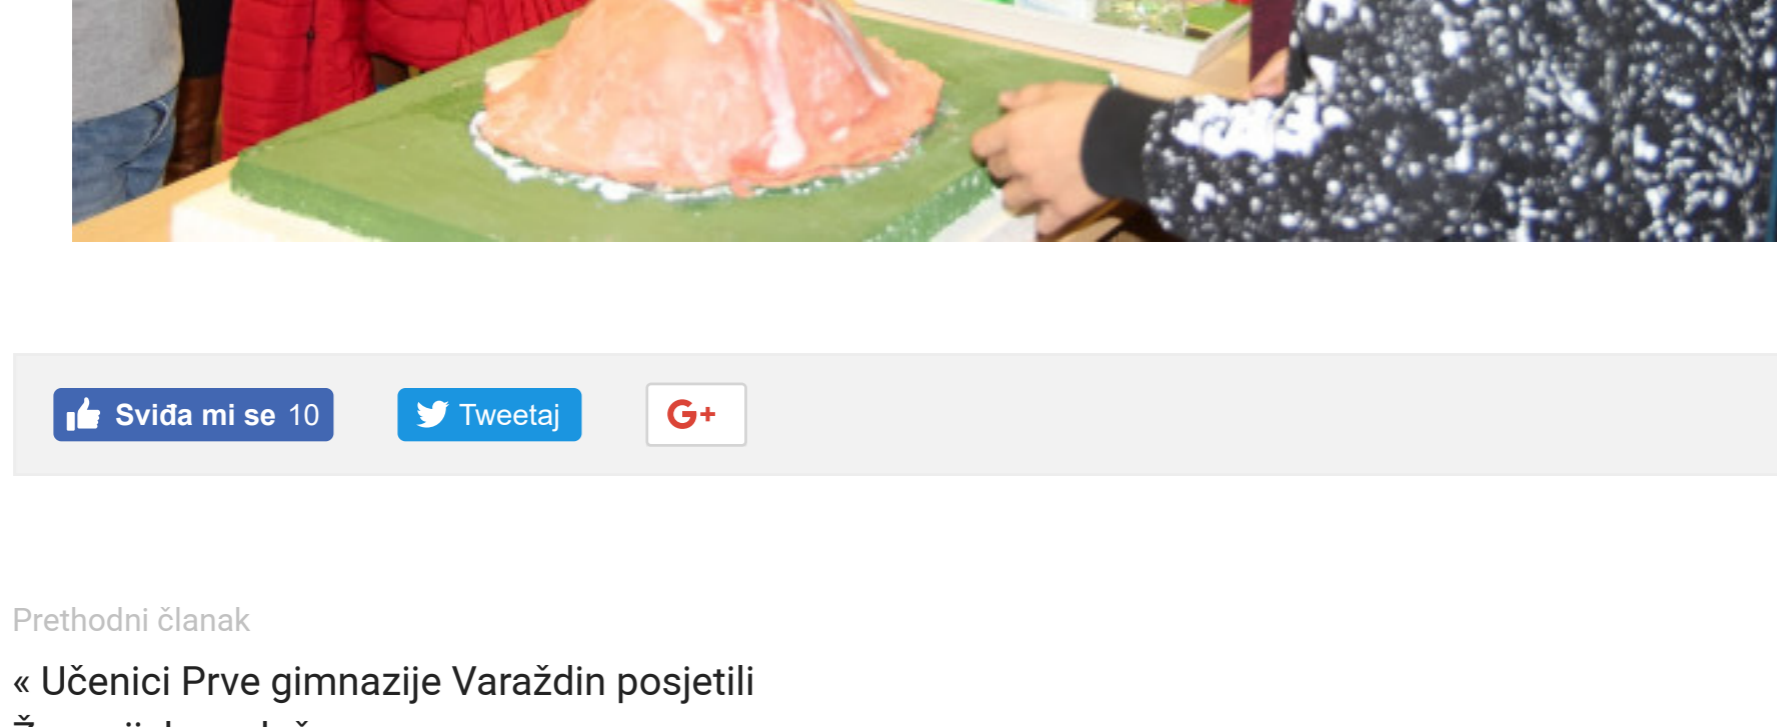 Sviđa mi se 10
Tweetaj
G+
Prethodni članak
« Učenici Prve gimnazije Varaždin posjetili